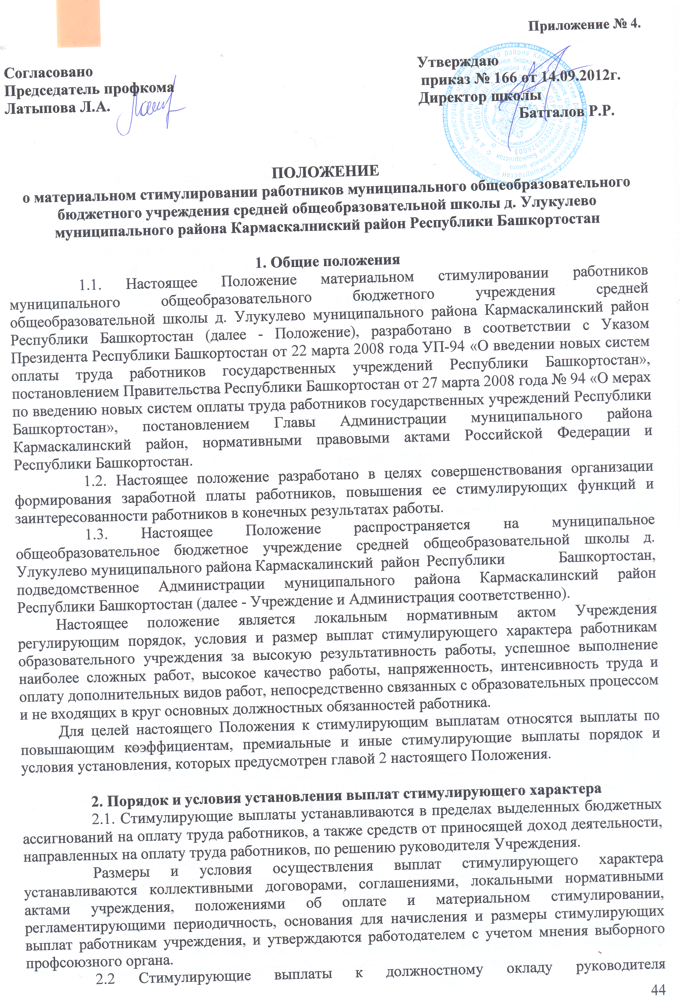 Приложение № 4.
Согласовано
Председатель профкома
Латыпова Л.А.
Утверждаю
приказ № 166 от 14.09.2012г.
Директор школы
Батталов Р.Р.
ПОЛОЖЕНИЕ
о материальном стимулировании работников муниципального общеобразовательного
бюджетного учреждения средней общеобразовательной школы д. Улукулево
муниципального района Кармаскалниский район Республики Башкортостан
1. Общие положения
1.1. Настоящее Положение материальном стимулировании работников
муниципального общеобразовательного бюджетного учреждения средней
общеобразовательной школы д. Улукулево муниципального района Кармаскалинский район
Республики Башкортостан (далее - Положение), разработано в соответствии с Указом
Президента Республики Башкортостан от 22 марта 2008 года УП-94 «О введении новых систем
оплаты труда работников государственных учреждений Республики Башкортостан»,
постановлением Правительства Республики Башкортостан от 27 марта 2008 года № 94 «О мерах
по введению новых систем оплаты труда работников государственных учреждений Республики
Башкортостан», постановлением Главы Администрации муниципального района
Кармаскалинский район, нормативными правовыми актами Российской Федерации и
Республики Башкортостан.
1.2. Настоящее положение разработано в целях совершенствования организации
формирования заработной платы работников, повышения ее стимулирующих функций и
заинтересованности работников в конечных результатах работы.
1.3. Настоящее Положение распространяется на муниципальное
общеобразовательное бюджетное учреждение средней общеобразовательной школы д.
Улукулево муниципального района Кармаскалинский район Республики Башкортостан,
подведомственное Администрации муниципального района Кармаскалинский район
Республики Башкортостан (далее - Учреждение и Администрация соответственно).
Настоящее положение является локальным нормативным актом Учреждения
регулирующим порядок, условия и размер выплат стимулирующего характера работникам
образовательного учреждения за высокую результативность работы, успешное выполнение
наиболее сложных работ, высокое качество работы, напряженность, интенсивность труда и
оплату дополнительных видов работ, непосредственно связанных с образовательных процессом
и не входящих в круг основных должностных обязанностей работника.
Для целей настоящего Положения к стимулирующим выплатам относятся выплаты по
повышающим коэффициентам, премиальные и иные стимулирующие выплаты порядок и
условия установления, которых предусмотрен главой 2 настоящего Положения.
2. Порядок и условия установления выплат стимулирующего характера
2.1. Стимулирующие выплаты устанавливаются в пределах выделенных бюджетных
ассигнований на оплату труда работников, а также средств от приносящей доход деятельности,
направленных на оплату труда работников, по решению руководителя Учреждения.
Размеры и условия осуществления выплат стимулирующего характера
устанавливаются коллективными договорами, соглашениями, локальными нормативными
актами учреждения, положениями об оплате и материальном стимулировании,
регламентирующими периодичность, основания для начисления и размеры стимулирующих
выплат работникам учреждения, и утверждаются работодателем с учетом мнения выборного
профсоюзного органа.
2.2 Стимулирующие выплаты к должностному окладу руководителя
44